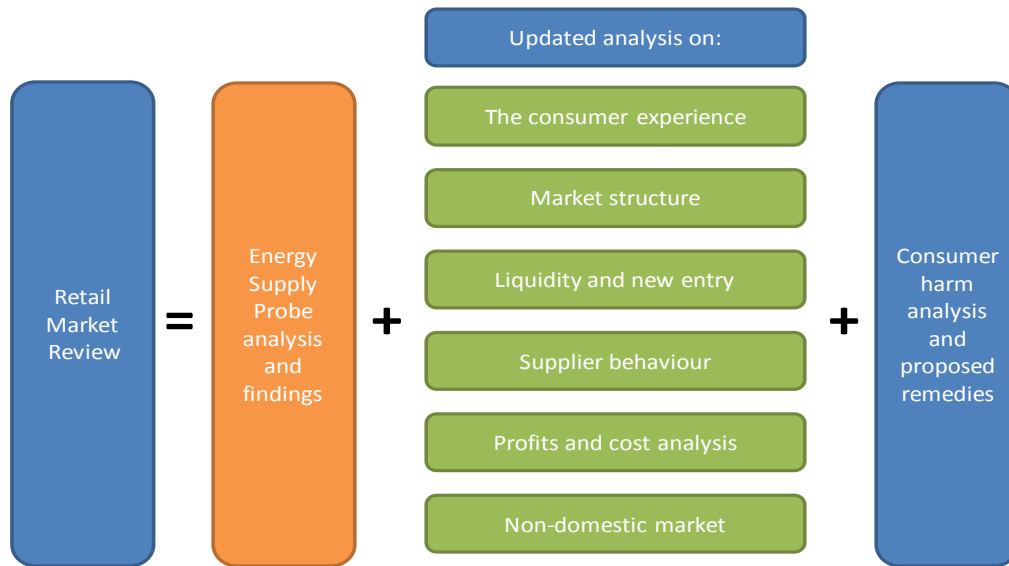 Retail
Market
Review
=
Energy
Supply
Probe
analysis
and
findings
+
Updated analysis on:
The consumer experience
Market structure
Liquidity and new entry
Supplier behaviour
Profits and cost analysis
Non-domestic market
+
Consumer
harm
analysis
and
proposed
remedies